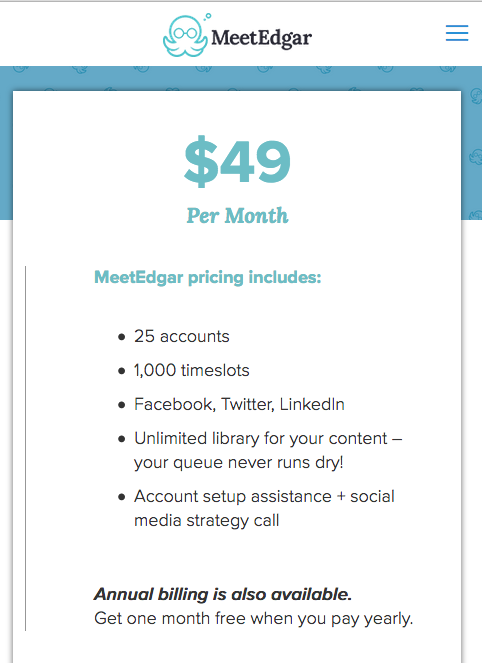 MeetEdgar
$49
Per Month
MeetEdgar pricing includes:
• 25 accounts
• 1,000 timeslots
• Facebook, Twitter, LinkedIn
• Unlimited library for your content –
your queue never runs dry!
• Account setup assistance + social
media strategy call
Annual billing is also available.
Get one month free when you pay yearly.